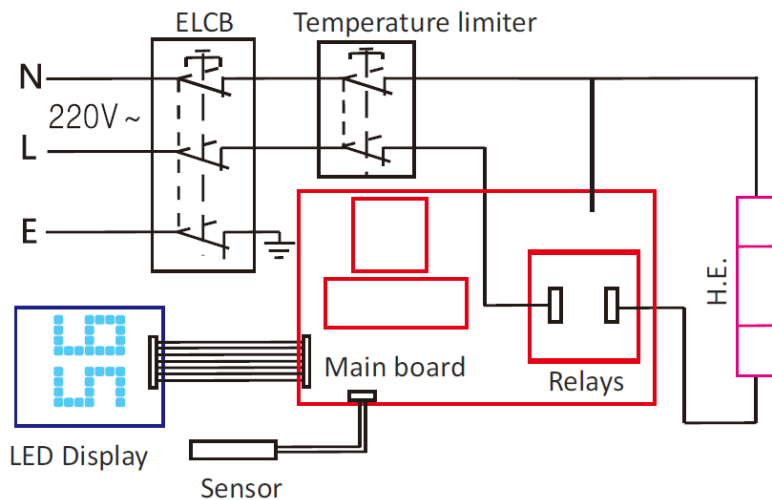 ELCB
Temperature limiter
N
220V~
L
E
H.E.
Main board
Relays
LED Display
Sensor